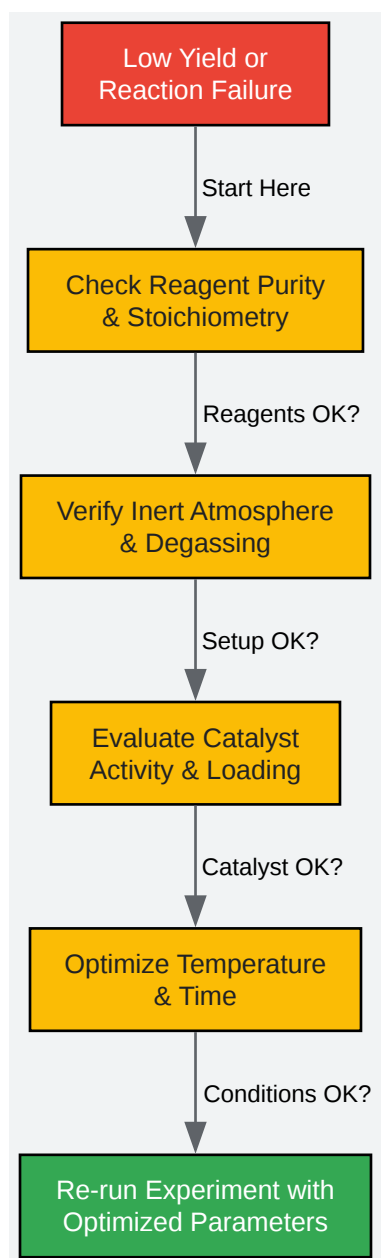 Low Yield or
Reaction Failure
Start Here
Check Reagent Purity
& Stoichiometry
Reagents OK?
Verify Inert Atmosphere
& Degassing
Setup OK?
Evaluate Catalyst
Activity & Loading
Catalyst OK?
Optimize Temperature
& Time
Conditions OK?
Re-run Experiment with
Optimized Parameters